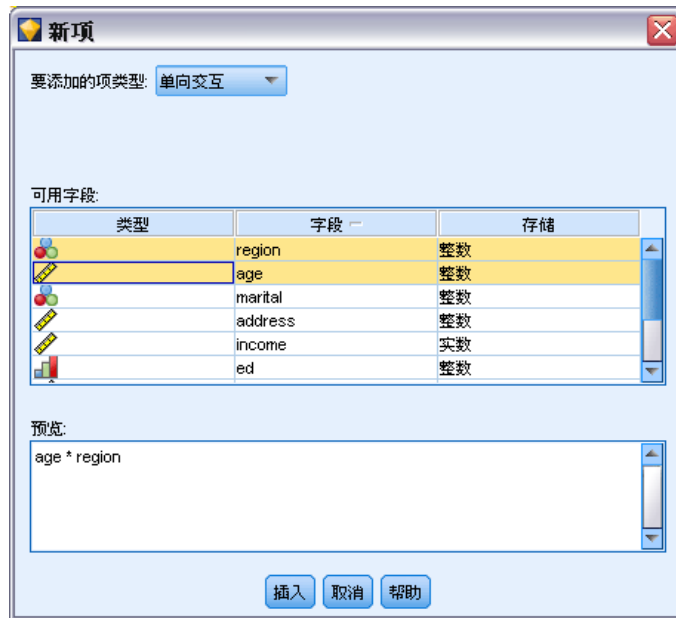 新项
要添加的项类型: 单向交互
可用字段:
类型 字段 存储
region 整数
age 整数
marital 整数
address 整数
income 实数
ed 整数
预览:
age * region
插入 取消 帮助